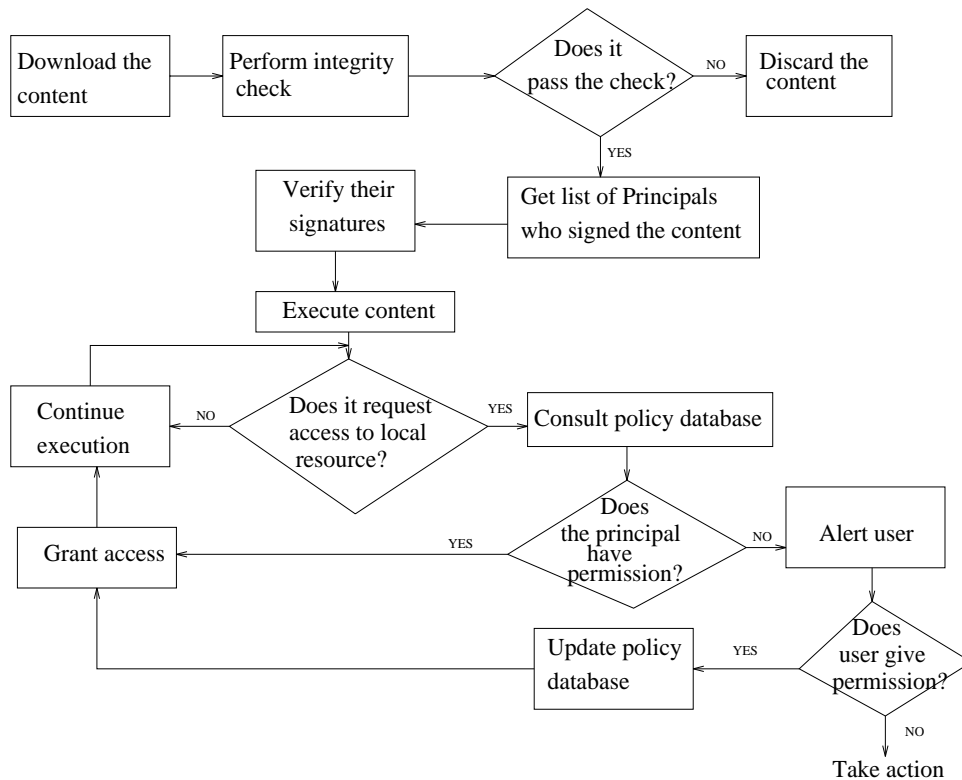 Download the
content
Perform integrity
check
Does it
pass the check?
NO
Discard the
content
YES
Get list of Principals
who signed the content
Verify their
signatures
Execute content
Does it request
access to local
resource?
NO
Continue
execution
YES
Consult policy database
Does
the principal
have
permission?
YES
Grant access
NO
Alert user
Does
user give
permission?
YES
Update policy
database
NO
Take action